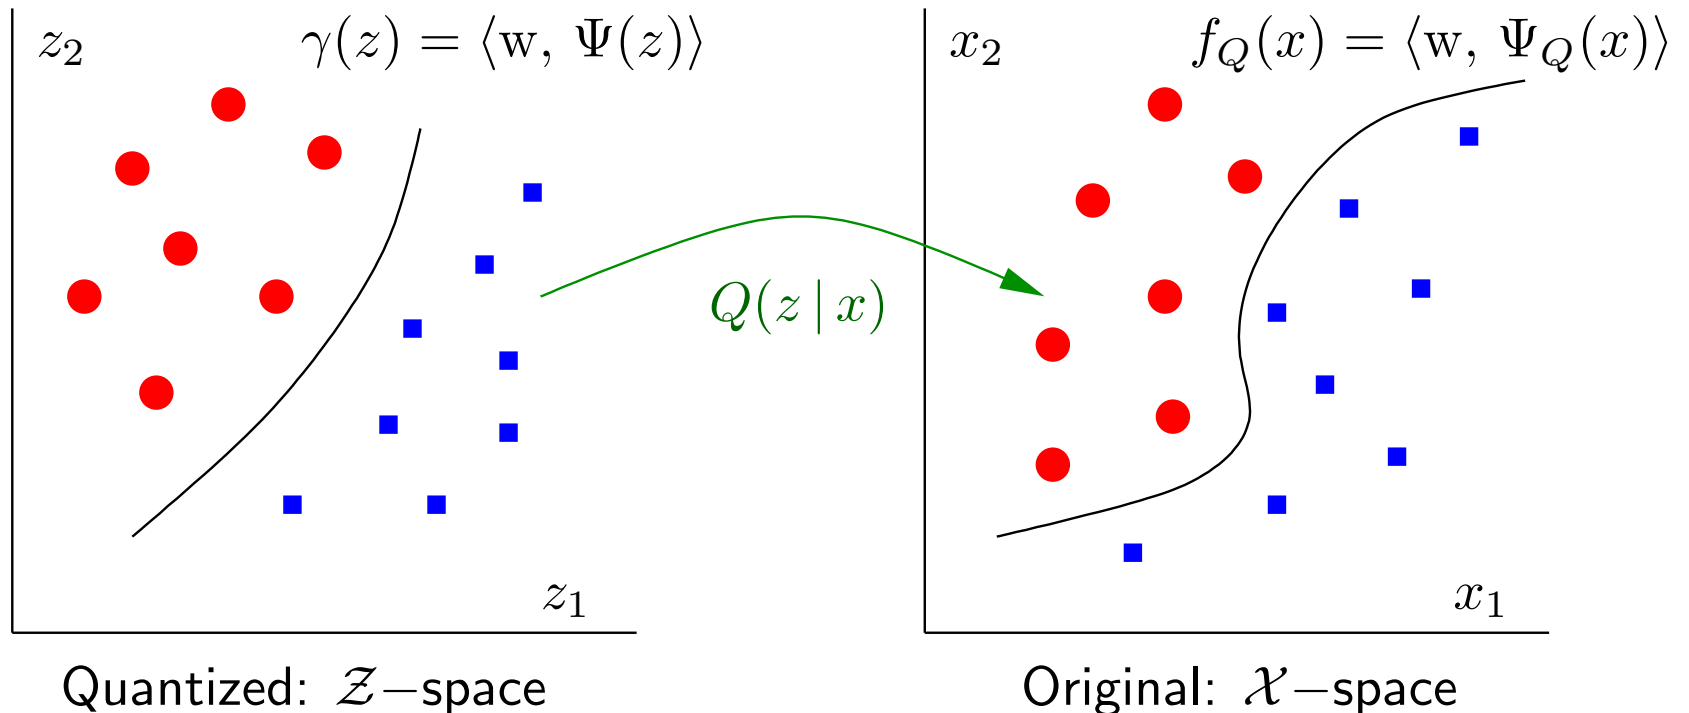 z₂
γ(z) = ⟨w, Ψ(z)⟩
x₂
f_Q(x) = ⟨w, Ψ_Q(x)⟩
Q(z | x)
z₁
x₁
Quantized: 𝒵−space
Original: 𝒳−space